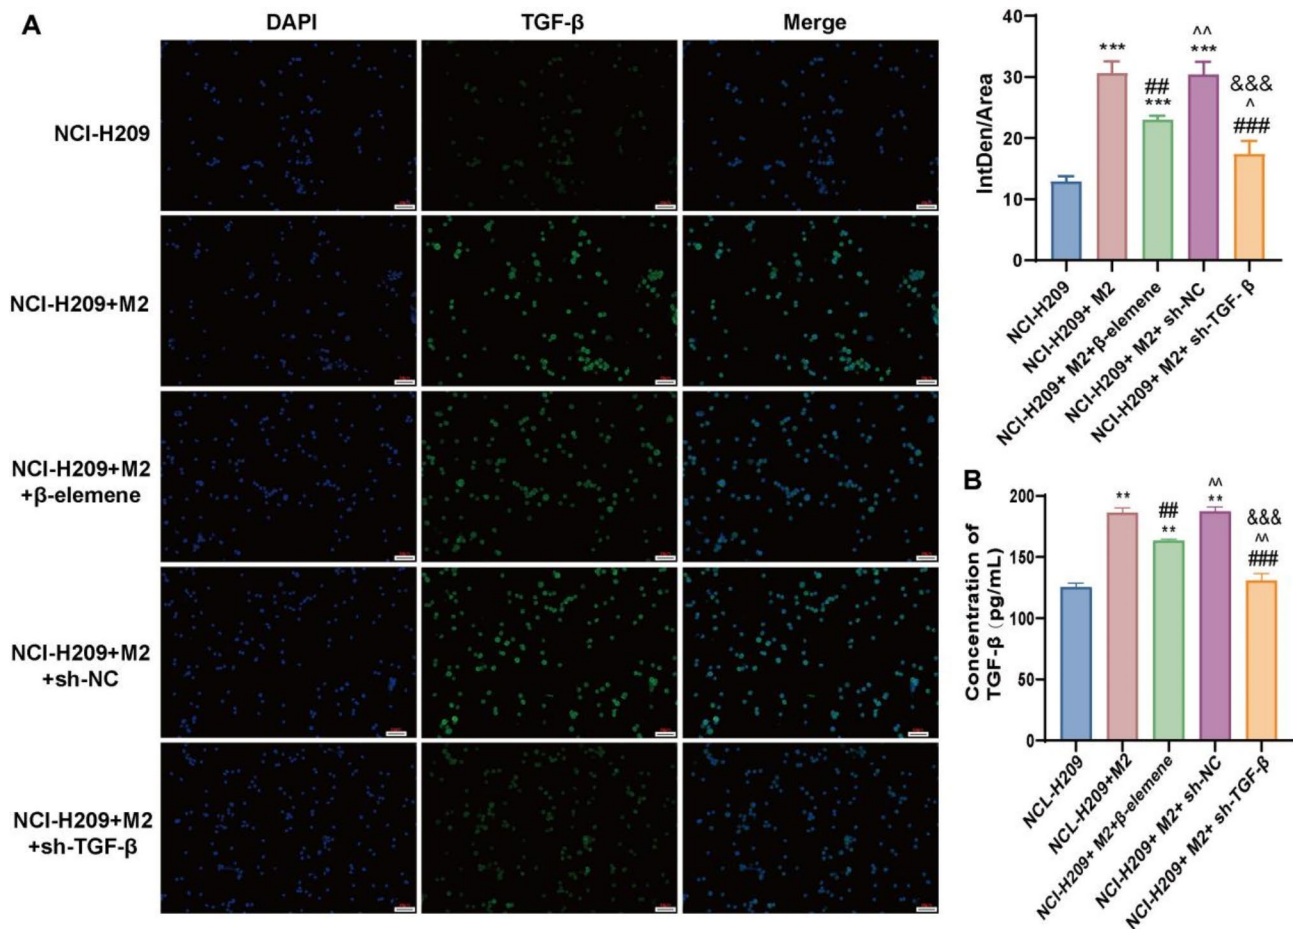 A
DAPI
TGF-β
Merge
NCI-H209
NCI-H209+M2
NCI-H209+M2
+β-elemene
NCI-H209+M2
+sh-NC
NCI-H209+M2
+sh-TGF-β
IntDen/Area
40
30
20
10
0
***
##
***
^^
***
&&&
^
###
NCI-H209
NCI-H209+ M2
NCI-H209+ M2+β-elemene
NCI-H209+ M2+ sh-NC
NCI-H209+ M2+ sh-TGF- β
B
Concentration of
TGF-β (pg/mL)
200
150
100
50
0
**
##
**
^^
**
&&&
^^
###
NCL-H209
NCL-H209+M2
NCI-H209+ M2+β-elemene
NCI-H209+ M2+ sh-NC
NCI-H209+ M2+ sh-TGF-β